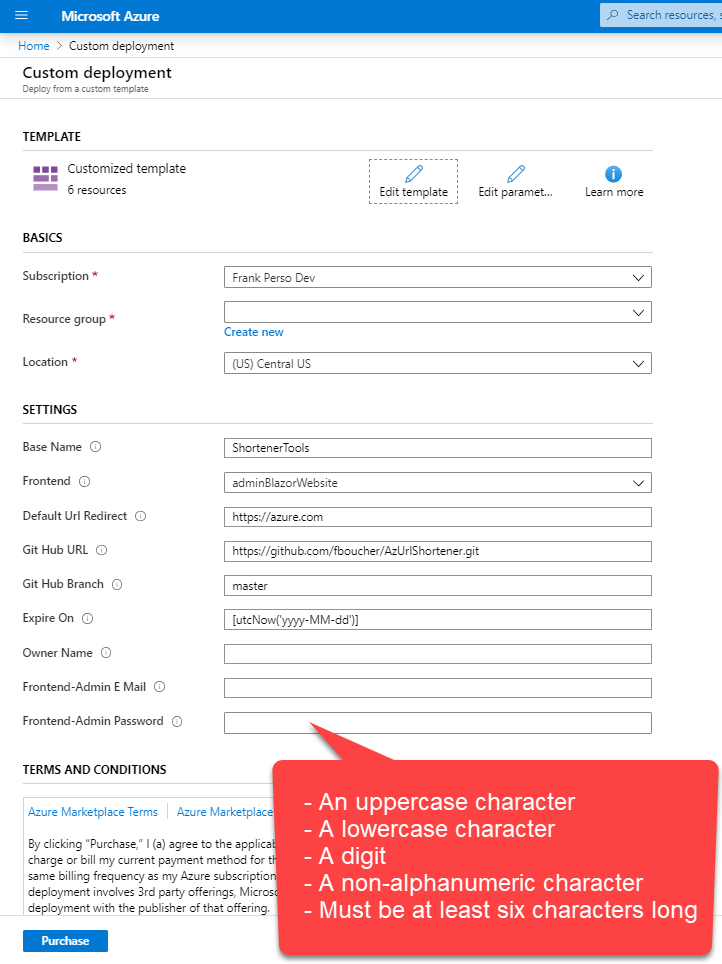 Microsoft Azure
Search resources, s
Home > Custom deployment
Custom deployment
Deploy from a custom template
TEMPLATE
Customized template
6 resources
Edit template
Edit paramet...
Learn more
BASICS
Subscription *
Frank Perso Dev
Resource group *
Create new
Location *
(US) Central US
SETTINGS
Base Name
ShortenerTools
Frontend
adminBlazorWebsite
Default Url Redirect
https://azure.com
Git Hub URL
https://github.com/fboucher/AzUrlShortener.git
Git Hub Branch
master
Expire On
[utcNow('yyyy-MM-dd')]
Owner Name
Frontend-Admin E Mail
Frontend-Admin Password
TERMS AND CONDITIONS
Azure Marketplace Terms | Azure Marketplace
By clicking “Purchase,” I (a) agree to the applicab
charge or bill my current payment method for th
same billing frequency as my Azure subscription
deployment involves 3rd party offerings, Micros
deployment with the publisher of that offering.
- An uppercase character
- A lowercase character
- A digit
- A non-alphanumeric character
- Must be at least six characters long
Purchase